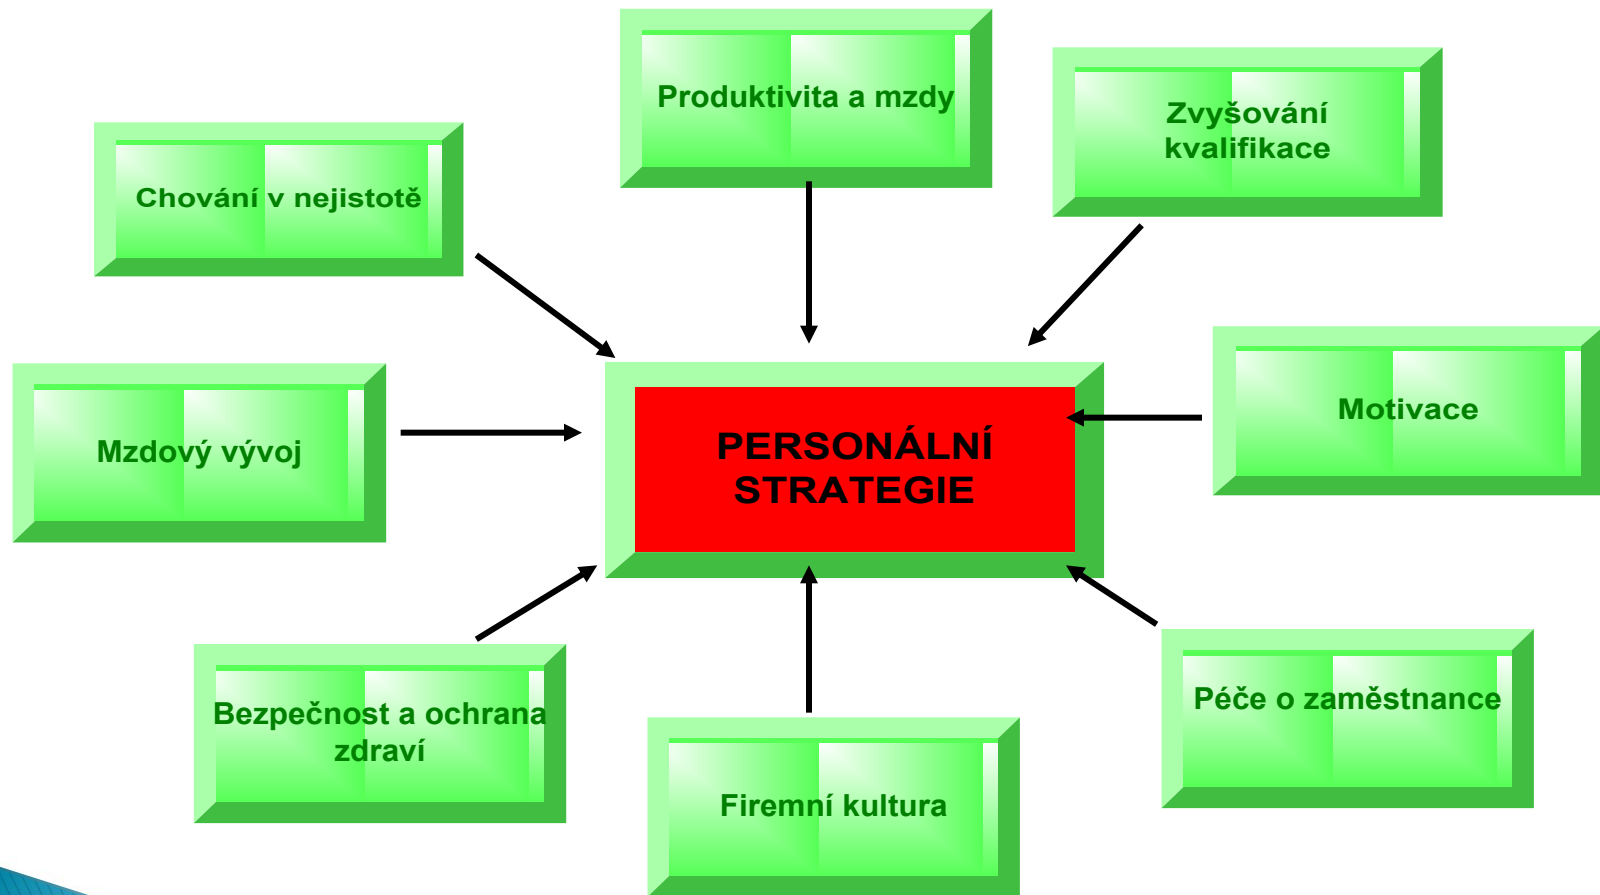 Produktivita a mzdy
Zvyšování
kvalifikace
Chování v nejistotě
Motivace
Mzdový vývoj
PERSONÁLNÍ
STRATEGIE
Bezpečnost a ochrana
zdraví
Péče o zaměstnance
Firemní kultura